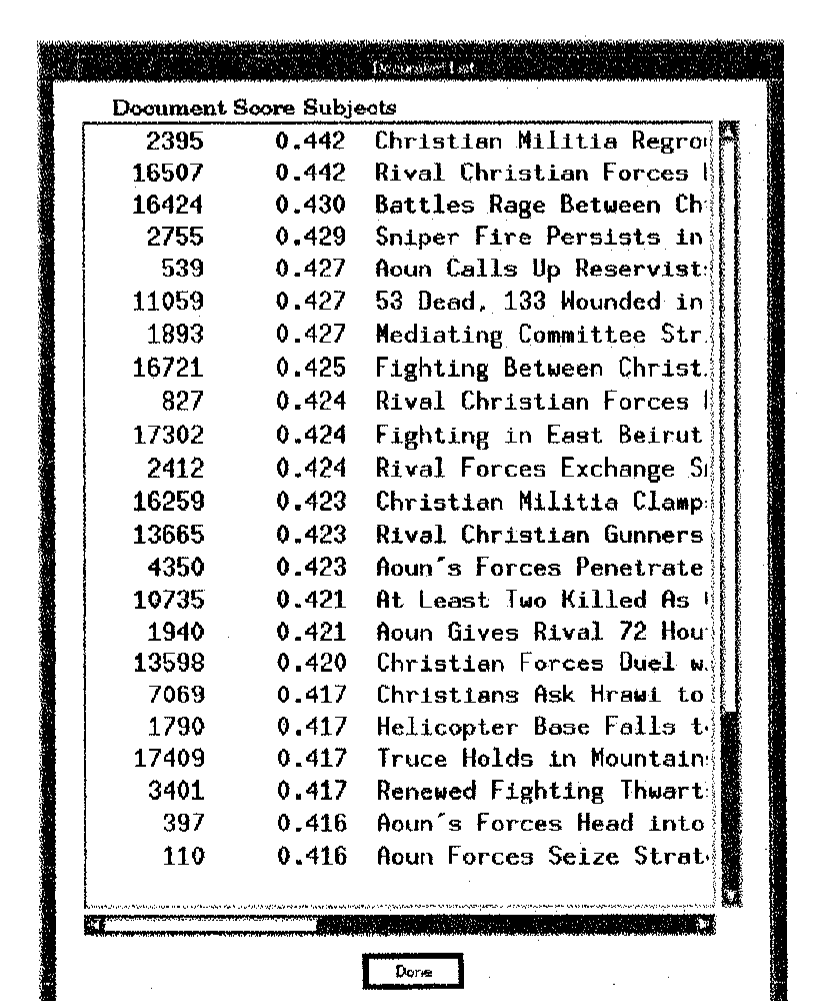 Document List
Document Score Subjects
2395 0.442 Christian Militia Regro
16507 0.442 Rival Christian Forces
16424 0.430 Battles Rage Between Ch
2755 0.429 Sniper Fire Persists in
539 0.427 Aoun Calls Up Reservist
11059 0.427 53 Dead, 133 Wounded in
1893 0.427 Mediating Committee Str
16721 0.425 Fighting Between Christ
827 0.424 Rival Christian Forces
17302 0.424 Fighting in East Beirut
2412 0.424 Rival Forces Exchange S
16259 0.423 Christian Militia Clamp
13665 0.423 Rival Christian Gunners
4350 0.423 Aoun's Forces Penetrate
10735 0.421 At Least Two Killed As
1940 0.421 Aoun Gives Rival 72 Hou
13598 0.420 Christian Forces Duel w
7069 0.417 Christians Ask Hrawi to
1790 0.417 Helicopter Base Falls t
17409 0.417 Truce Holds in Mountain
3401 0.417 Renewed Fighting Thwart
397 0.416 Aoun's Forces Head into
110 0.416 Aoun Forces Seize Strat
Done